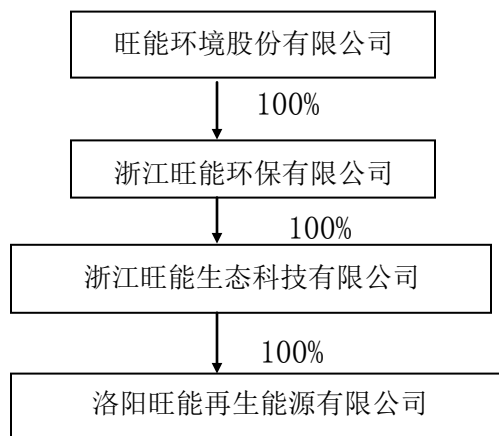 旺能环境股份有限公司
100%
浙江旺能环保有限公司
100%
浙江旺能生态科技有限公司
100%
洛阳旺能再生能源有限公司